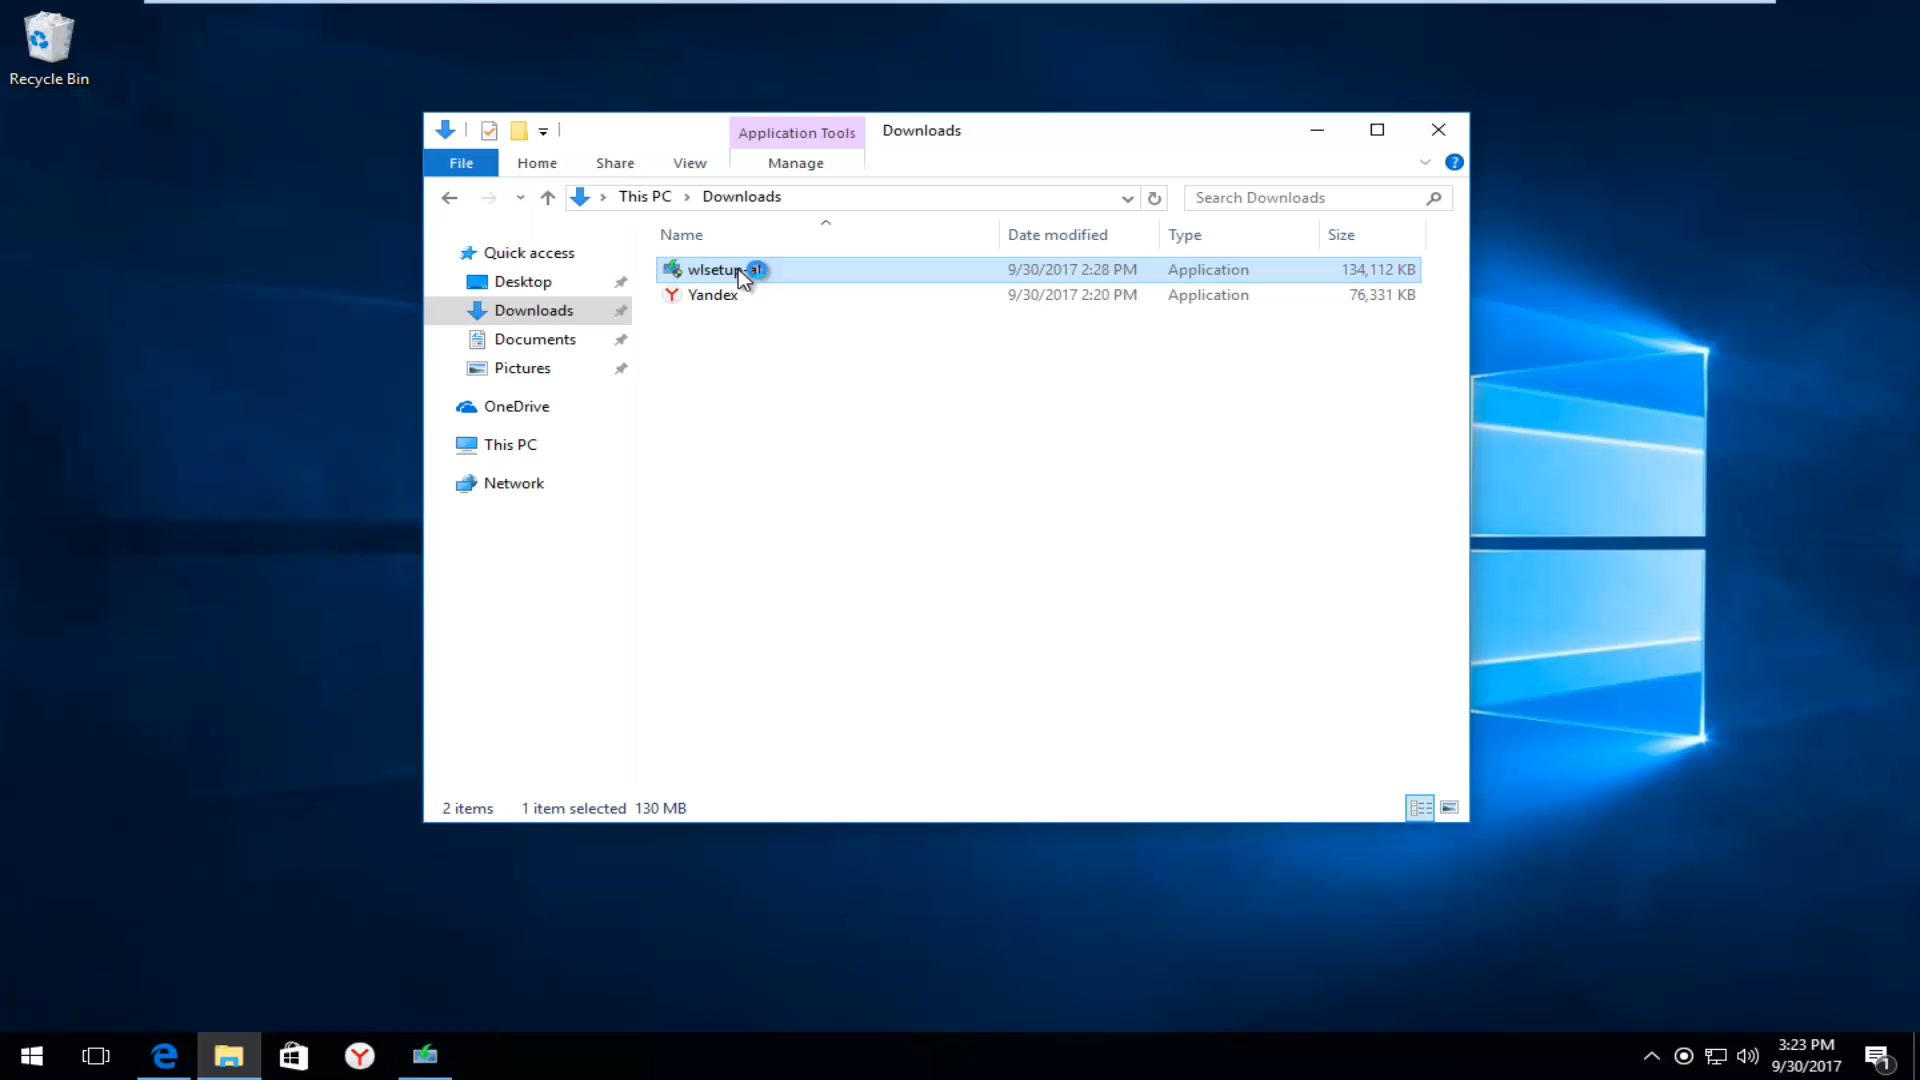 Recycle Bin
Application Tools
Downloads
File
Home
Share
View
Manage
?
This PC
Downloads
Search Downloads
Name
Date modified
Type
Size
9/30/2017 2:28 PM
Application
134,112 KB
Yandex
9/30/2017 2:20 PM
Application
76,331 KB
Quick access
Desktop
Downloads
Documents
Pictures
OneDrive
This PC
Network
2 items
1 item selected 130 MB
3:23 PM
9/30/2017
1